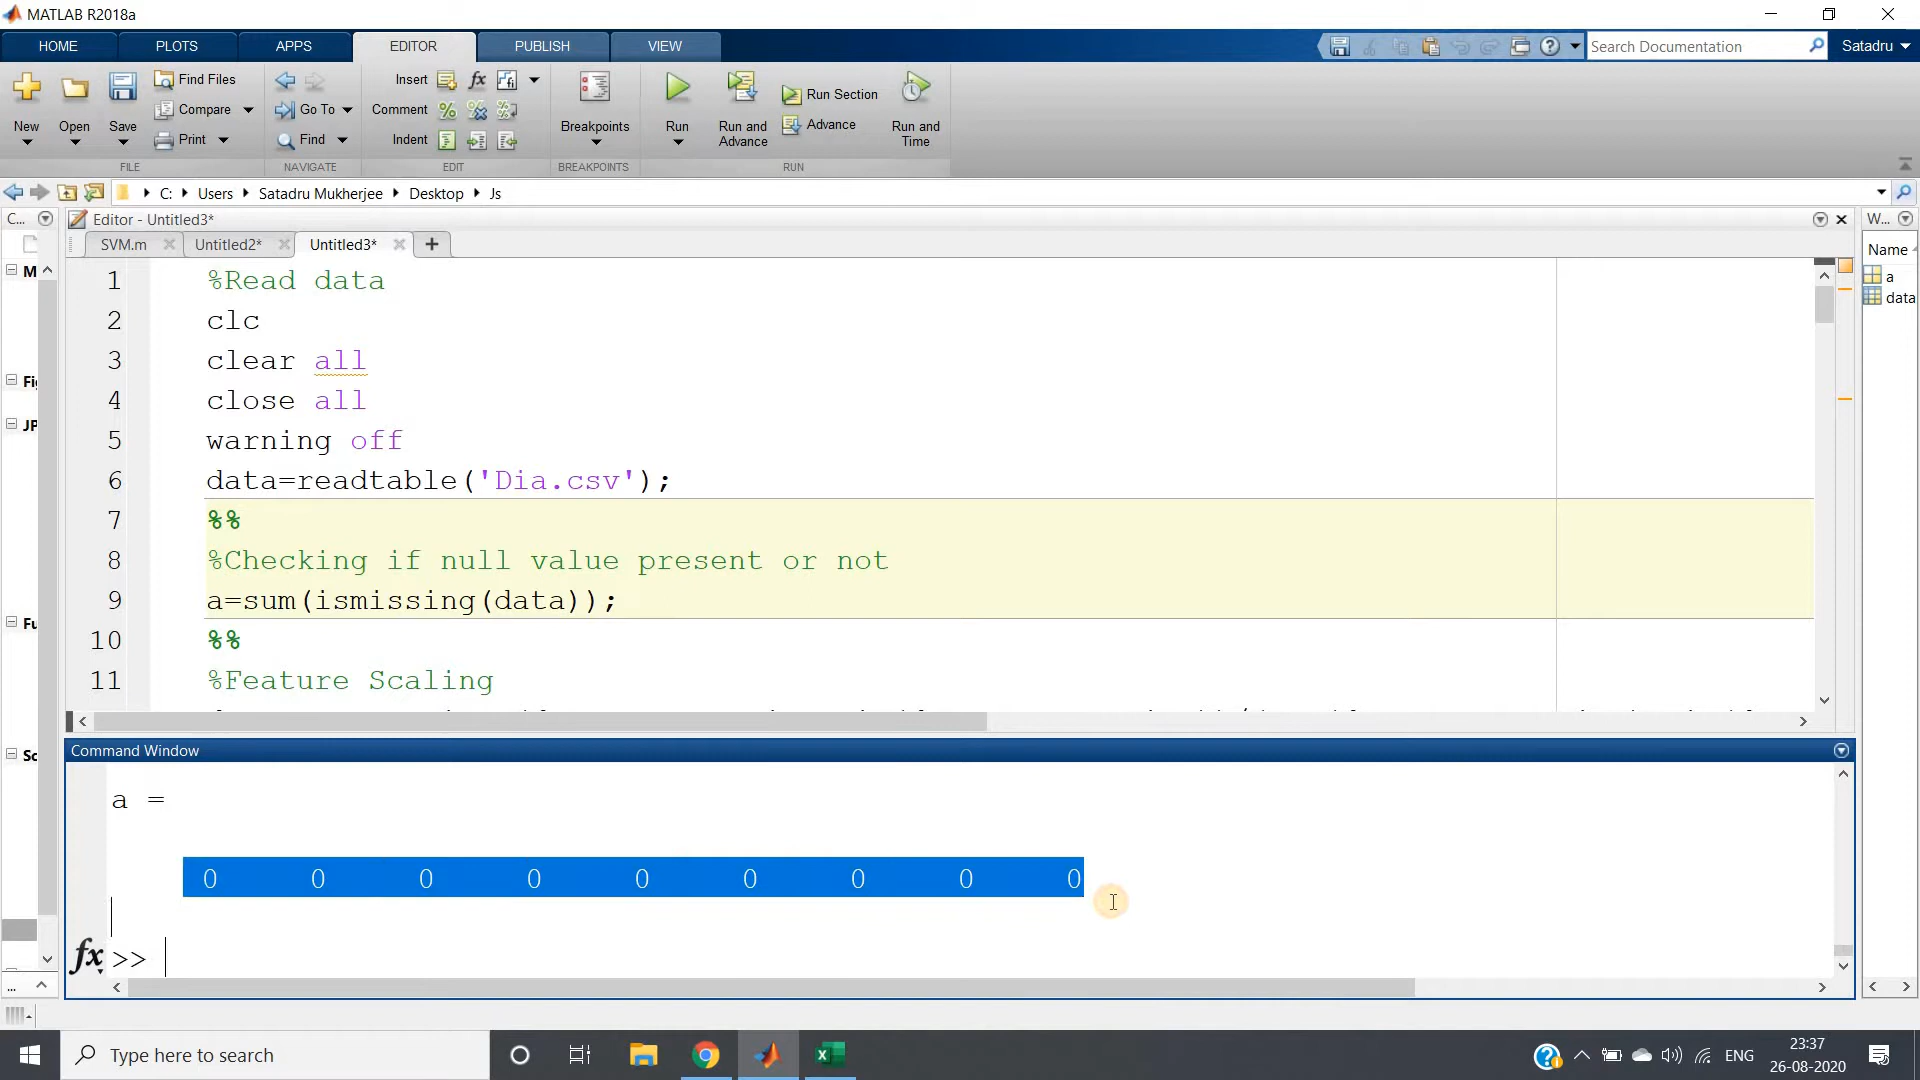 MATLAB R2018a
HOME PLOTS APPS EDITOR PUBLISH VIEW Search Documentation Satadru
Find Files Insert fx Run Section
Compare Go To Comment Breakpoints Run Run and Advance Advance Run and Time
New Open Save Print Find Indent
FILE NAVIGATE EDIT BREAKPOINTS RUN
C: Users Satadru Mukherjee Desktop Js
C... Editor - Untitled3* W...
SVM.m Untitled2* Untitled3* + Name
a
data
1 %Read data
2 clc
3 clear all
4 close all
5 warning off
6 data=readtable('Dia.csv');
7 %%
8 %Checking if null value present or not
9 a=sum(ismissing(data));
10 %%
11 %Feature Scaling
M
Fi
JP
Fu
Sc
...
Command Window
a =
0 0 0 0 0 0 0 0 0
fx >>
Type here to search ENG 23:37
26-08-2020